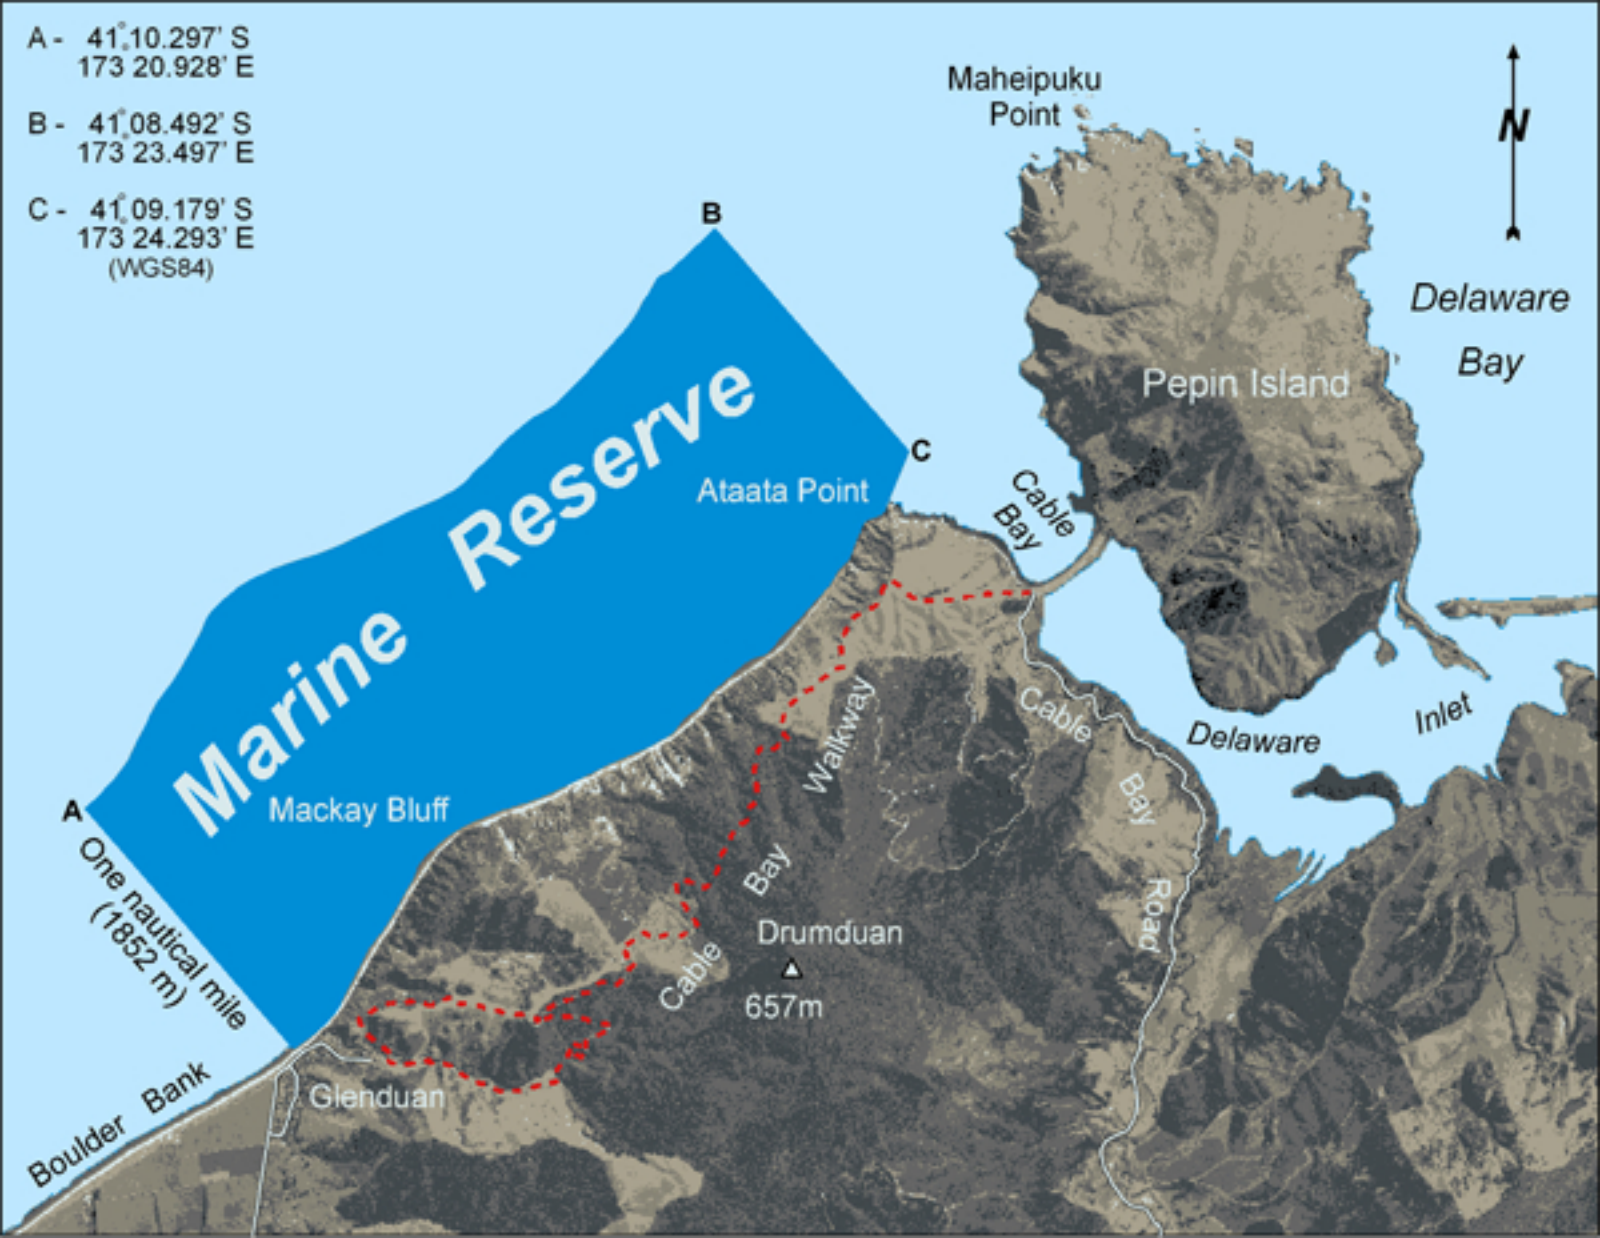 A - 41°10.297' S
173°20.928' E
B - 41°08.492' S
173°23.497' E
C - 41°09.179' S
173°24.293' E
(WGS84)
Maheipuku
Point
N
B
Delaware
Bay
Pepin Island
Marine Reserve
C
Ataata Point
Cable
Bay
A
Mackay Bluff
One nautical mile
(1852 m)
Cable Bay Walkway
Cable Bay Road
Delaware Inlet
Drumduan
657m
Glenduan
Boulder Bank